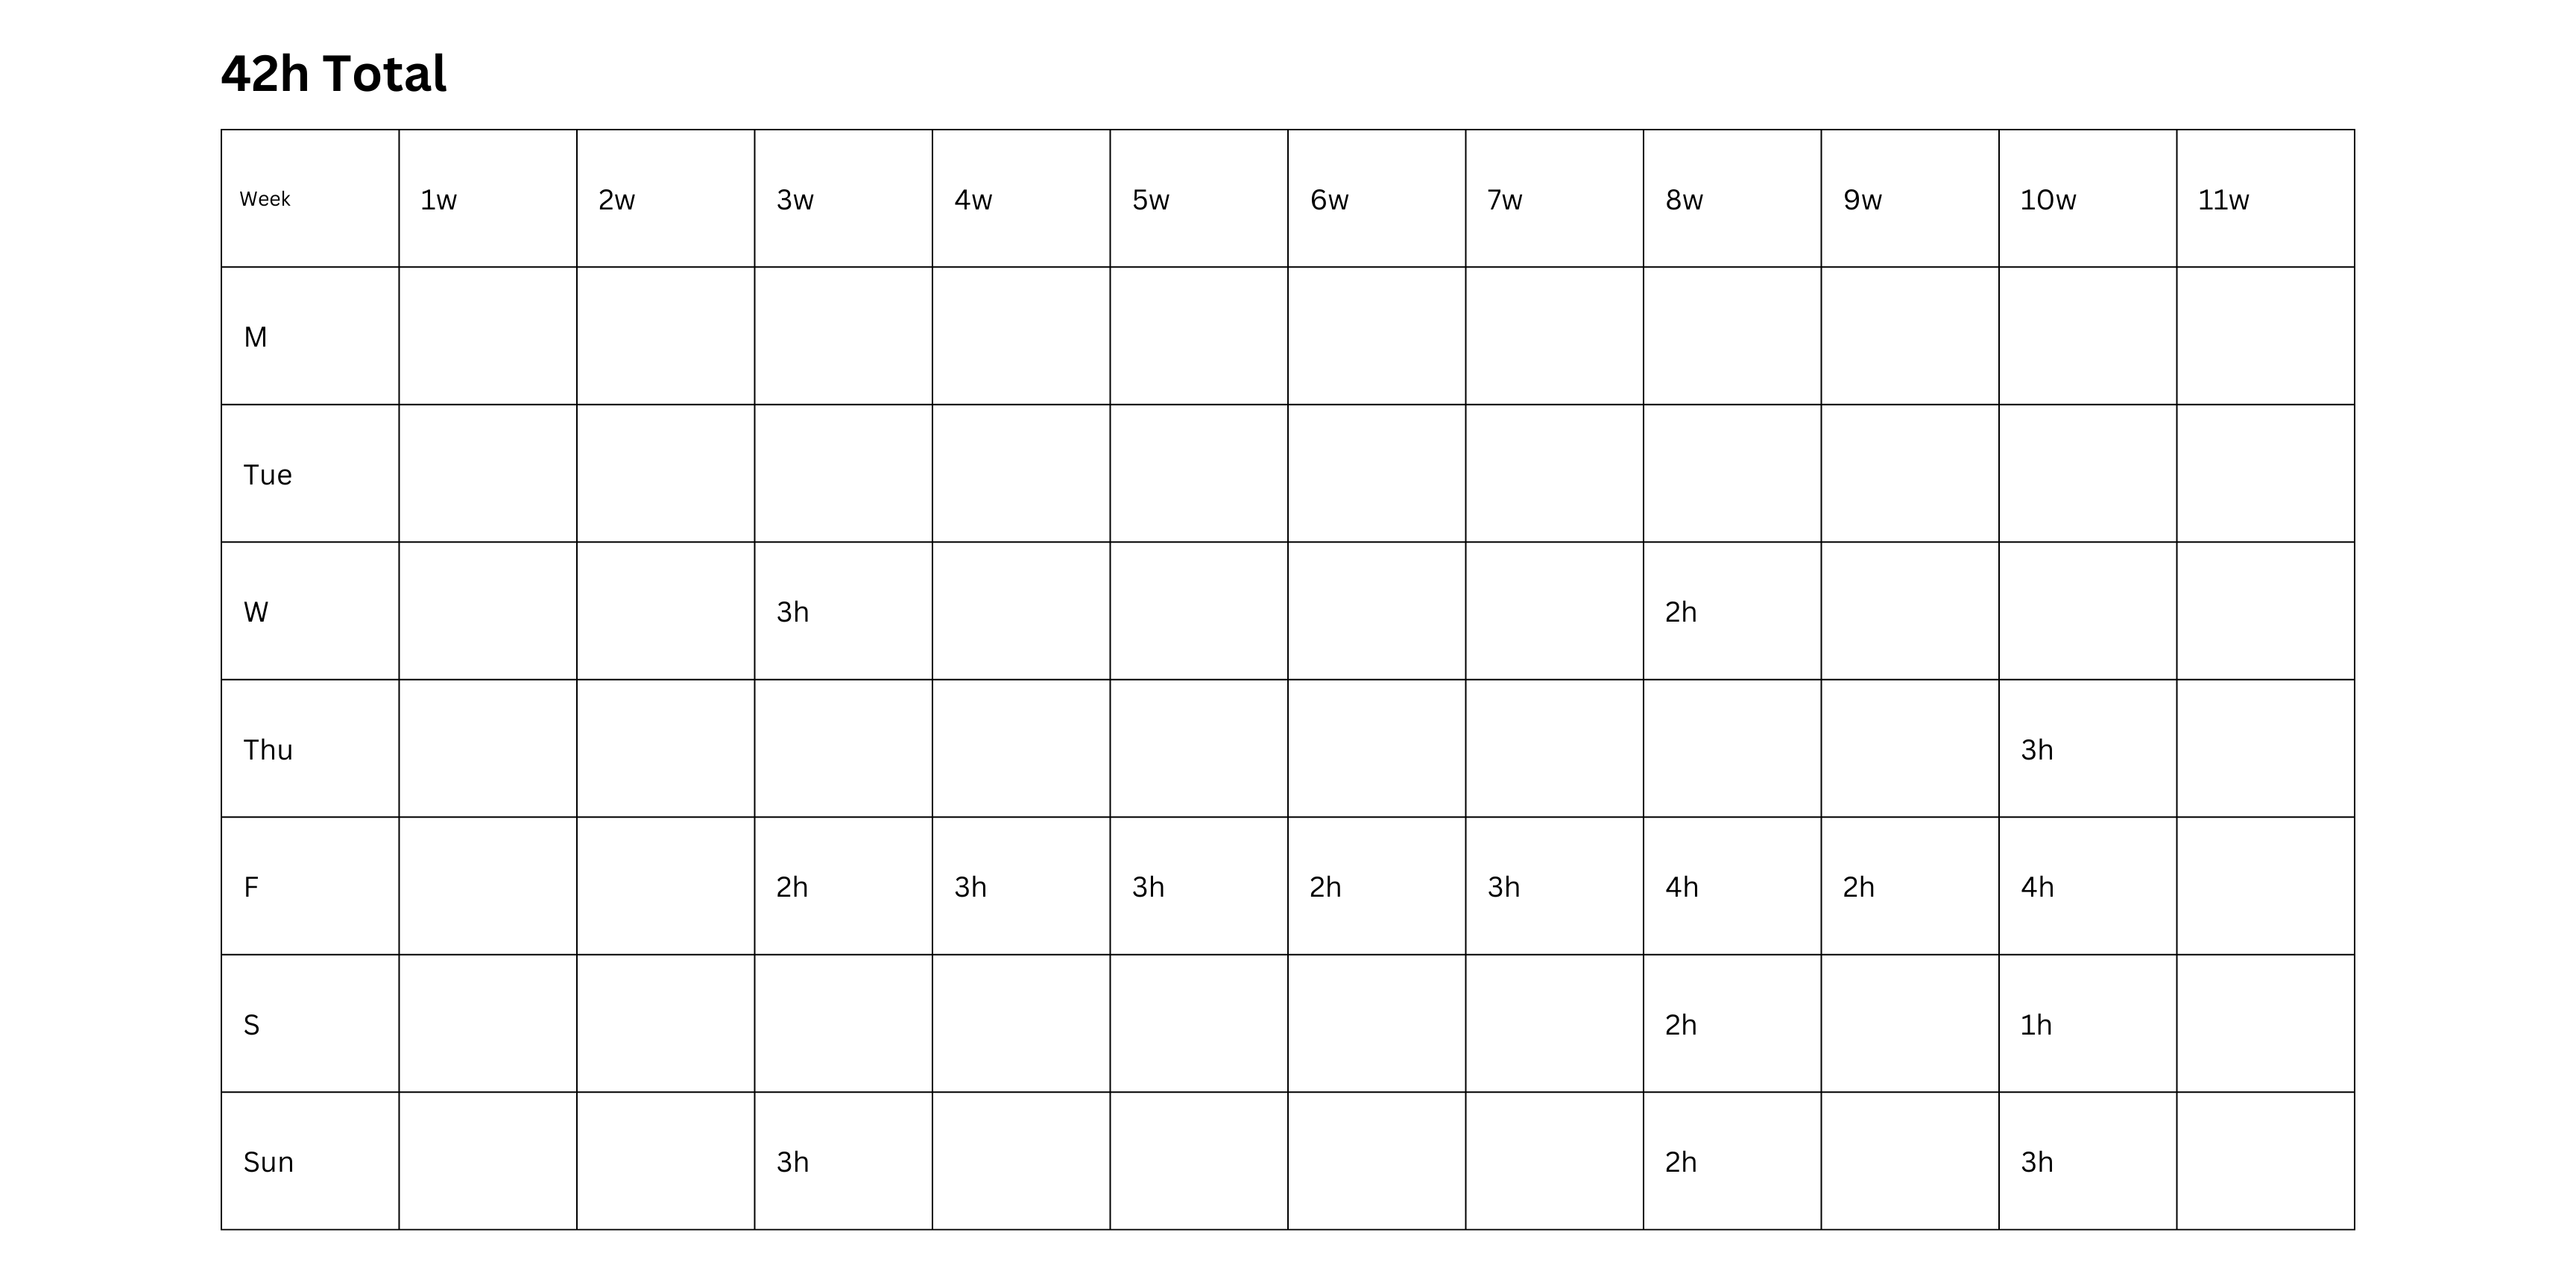 42h Total
Week 1w 2w 3w 4w 5w 6w 7w 8w 9w 10w 11w
M
Tue
W 3h 2h
Thu 3h
F 2h 3h 3h 2h 3h 4h 2h 4h
S 2h 1h
Sun 3h 2h 3h